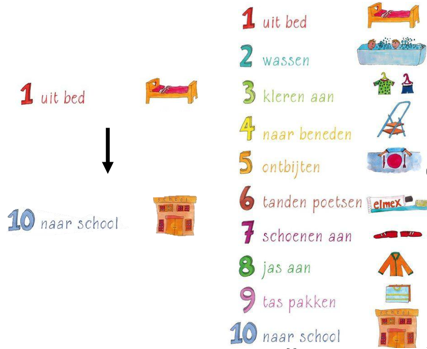 1 uit bed
10 naar school
1 uit bed
2 wassen
3 kleren aan
4 naar beneden
5 ontbijten
6 tanden poetsen
elmex
7 schoenen aan
8 jas aan
9 tas pakken
10 naar school